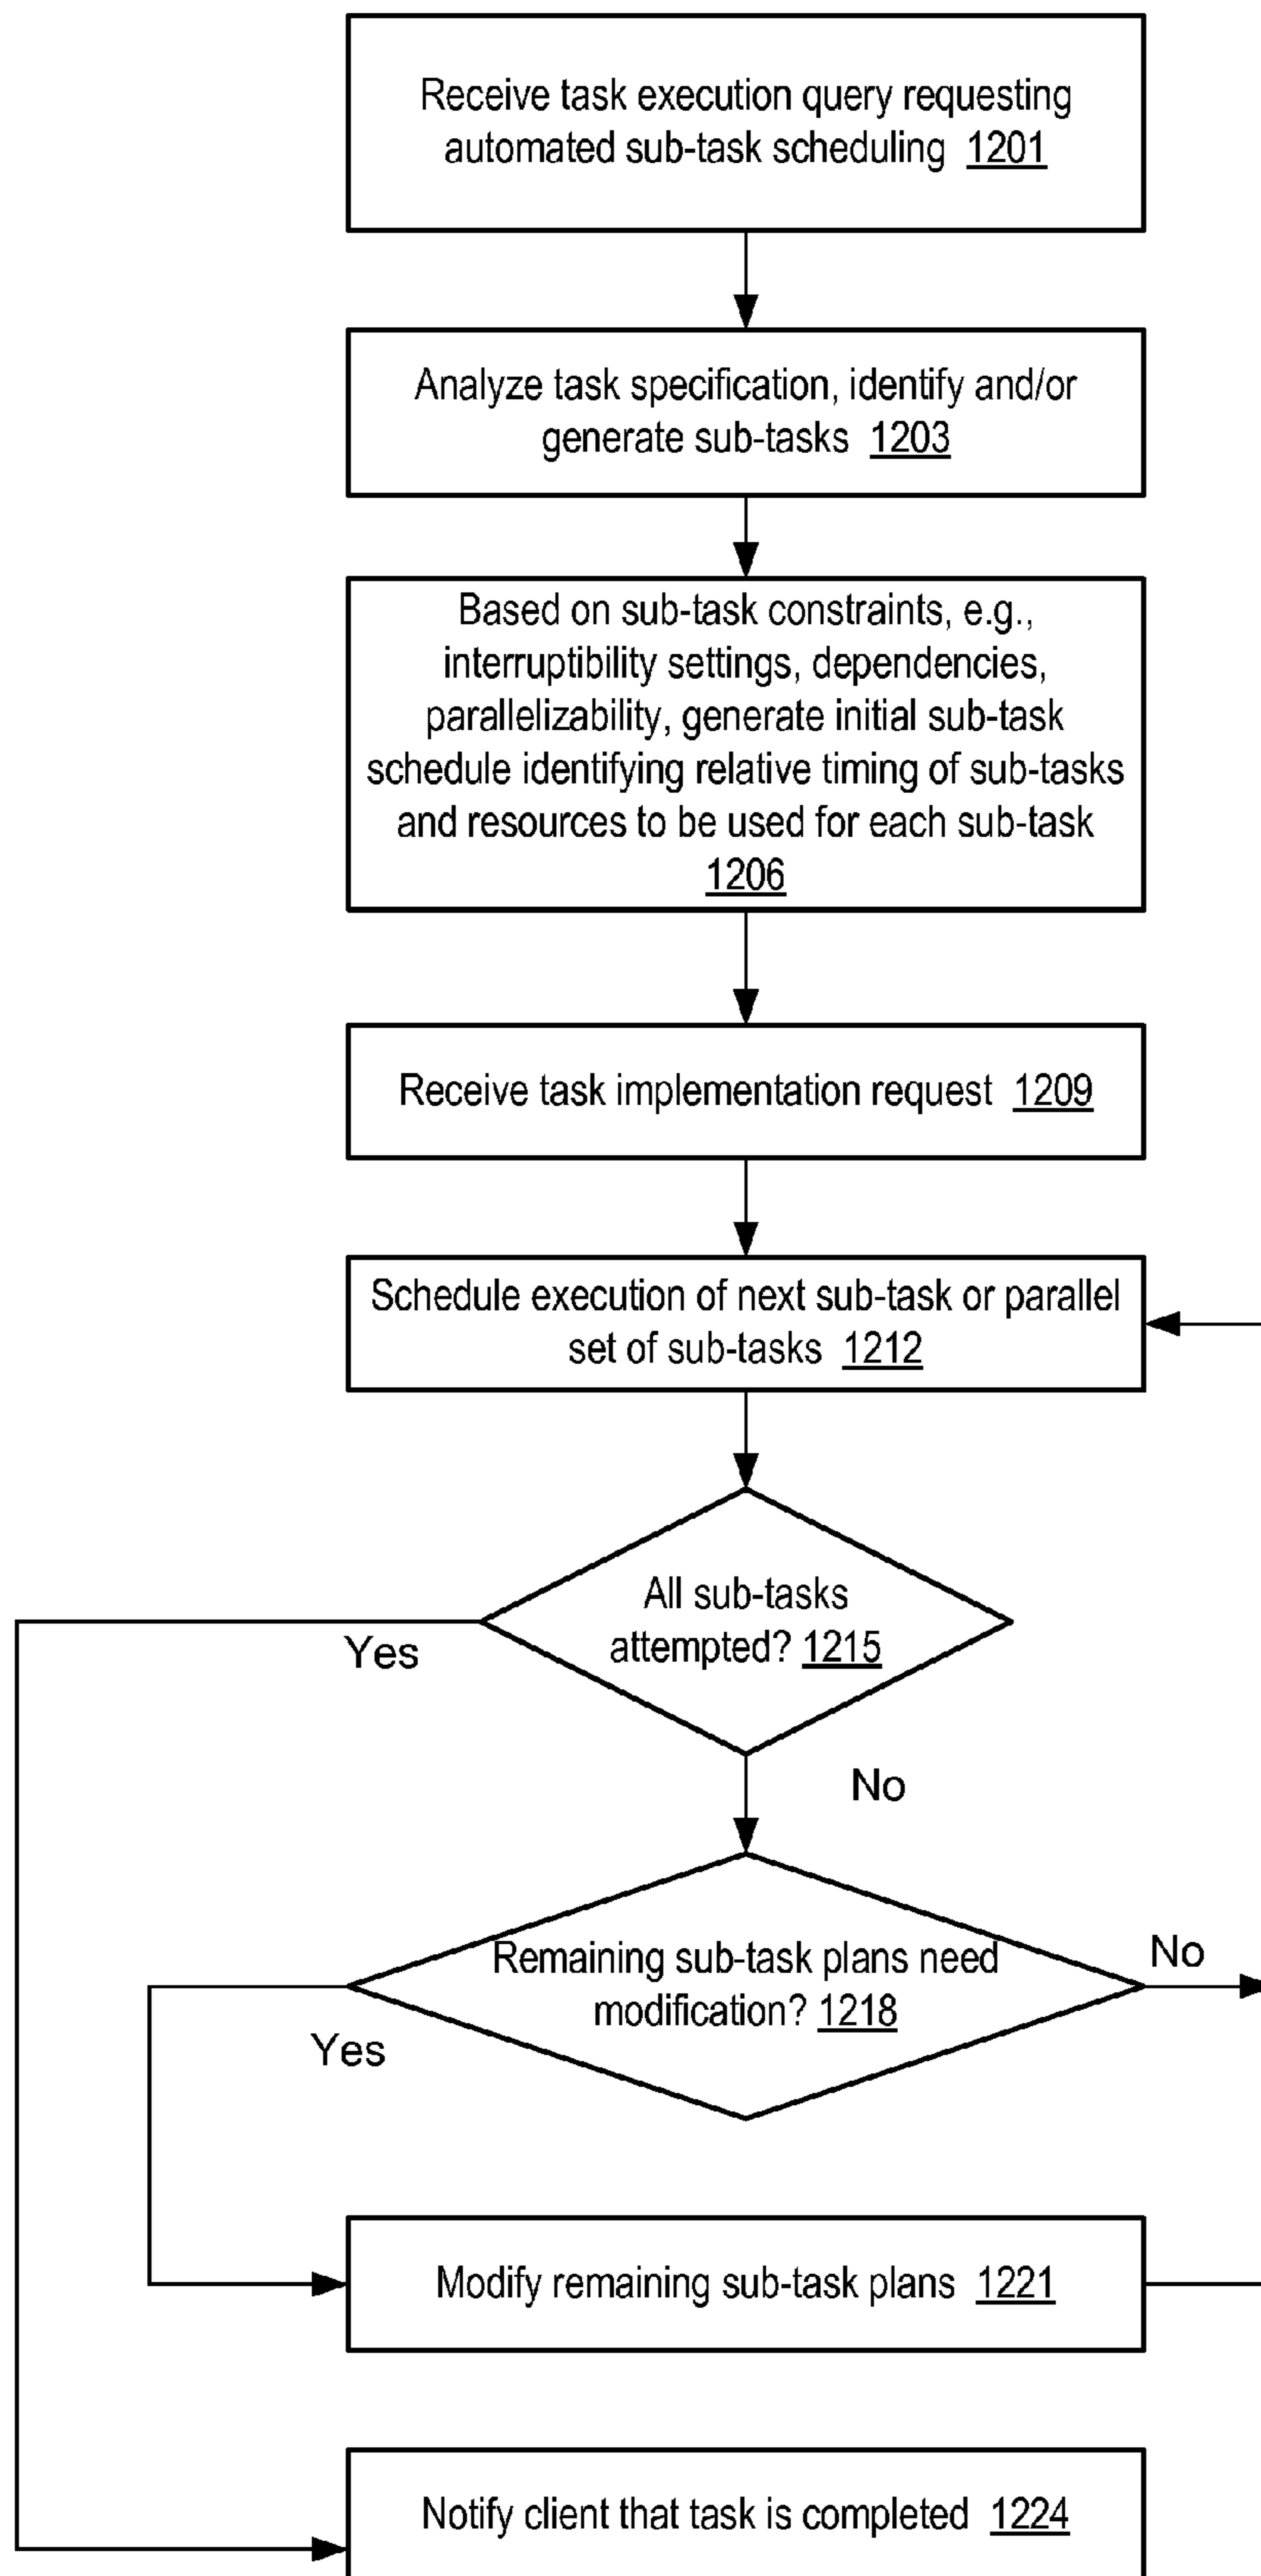 Receive task execution query requesting
automated sub-task scheduling 1201
Analyze task specification, identify and/or
generate sub-tasks 1203
Based on sub-task constraints, e.g.,
interruptibility settings, dependencies,
parallelizability, generate initial sub-task
schedule identifying relative timing of sub-tasks
and resources to be used for each sub-task
1206
Receive task implementation request 1209
Schedule execution of next sub-task or parallel
set of sub-tasks 1212
All sub-tasks
attempted? 1215
Yes
No
Remaining sub-task plans need
modification? 1218
No
Yes
Modify remaining sub-task plans 1221
Notify client that task is completed 1224